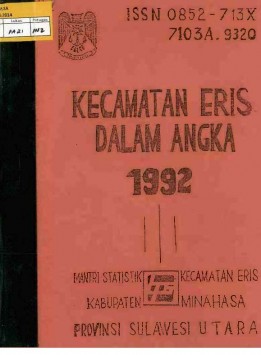 ISSN 0852-713X
7103A.9320
KECAMATAN ERIS
DALAM ANGKA
1992
MANTRI STATISTIK KECAMATAN ERIS
KABUPATEN MINAHASA
PROVINSI SULAWESI UTARA